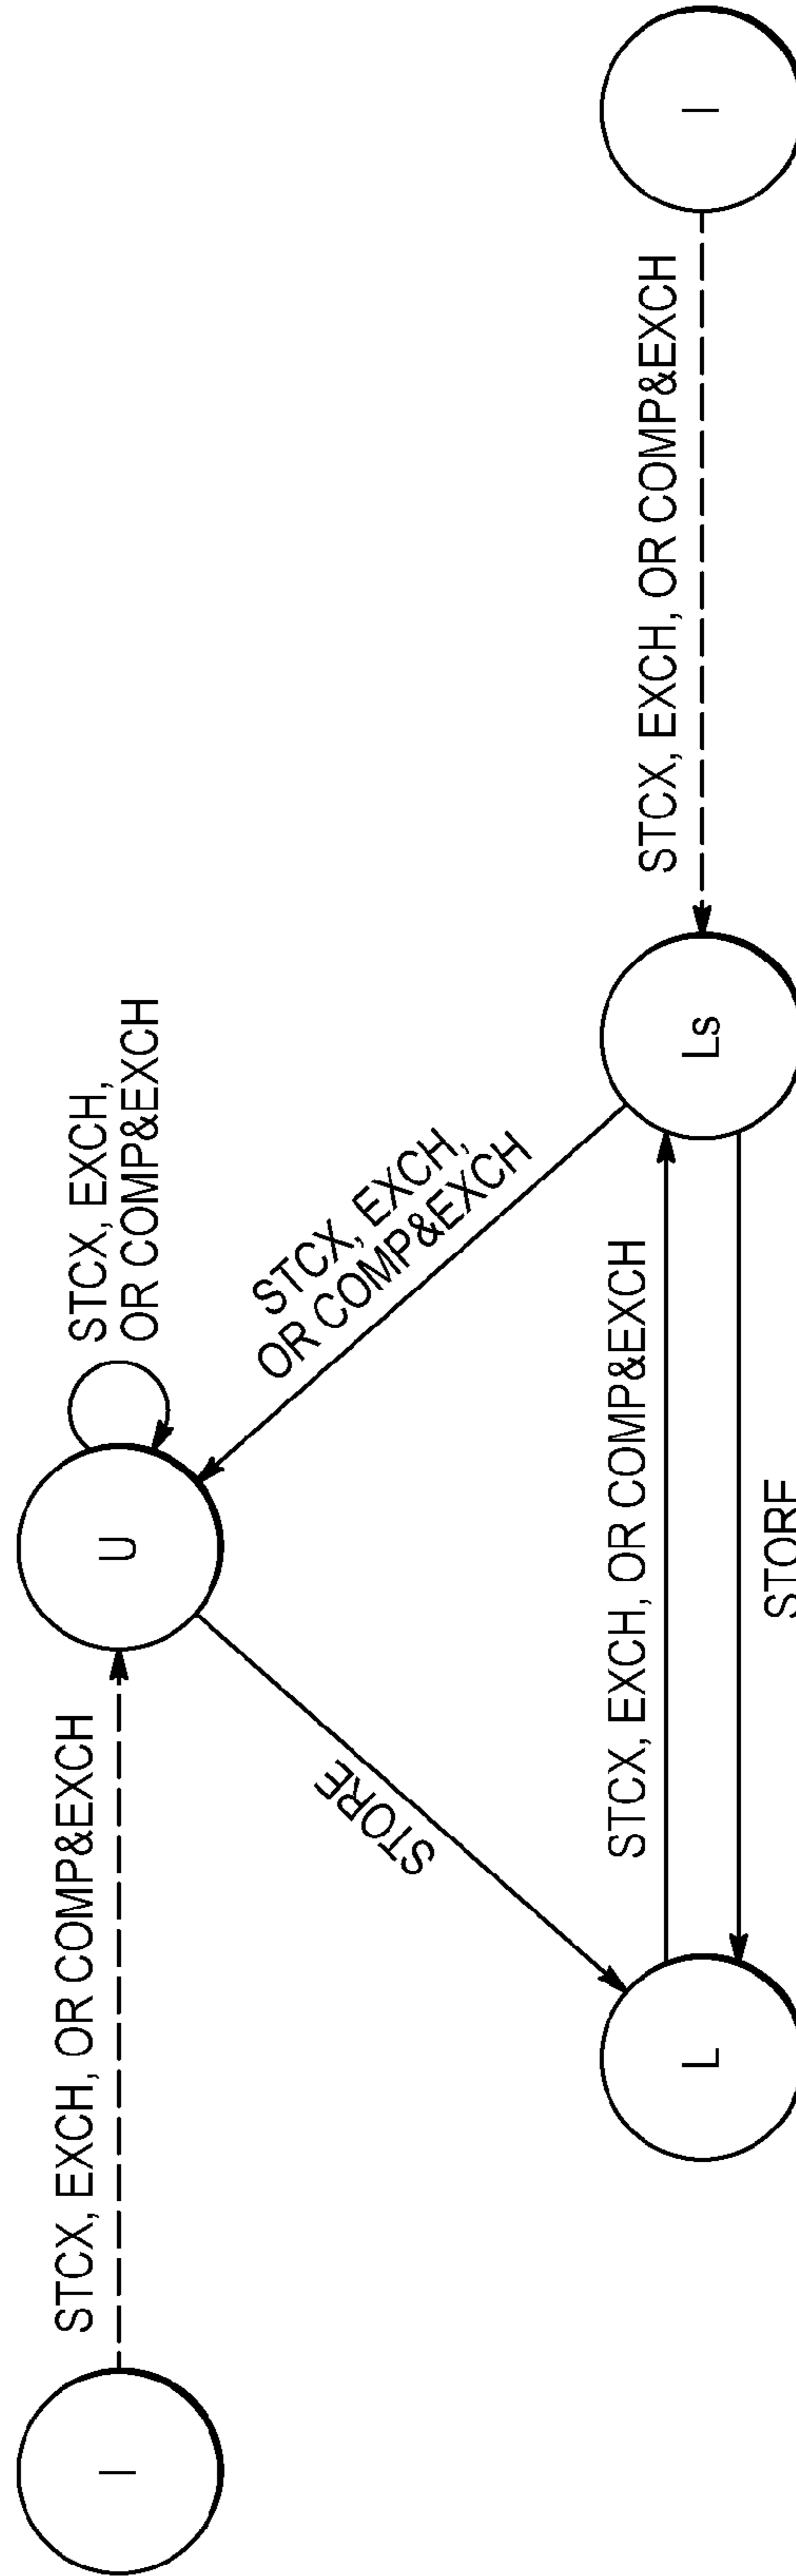 I
STCX, EXCH, OR COMP&EXCH
U
STCX, EXCH,
OR COMP&EXCH
STORE
STCX, EXCH,
OR COMP&EXCH
L
STCX, EXCH, OR COMP&EXCH
STORE
Ls
STCX, EXCH, OR COMP&EXCH
I